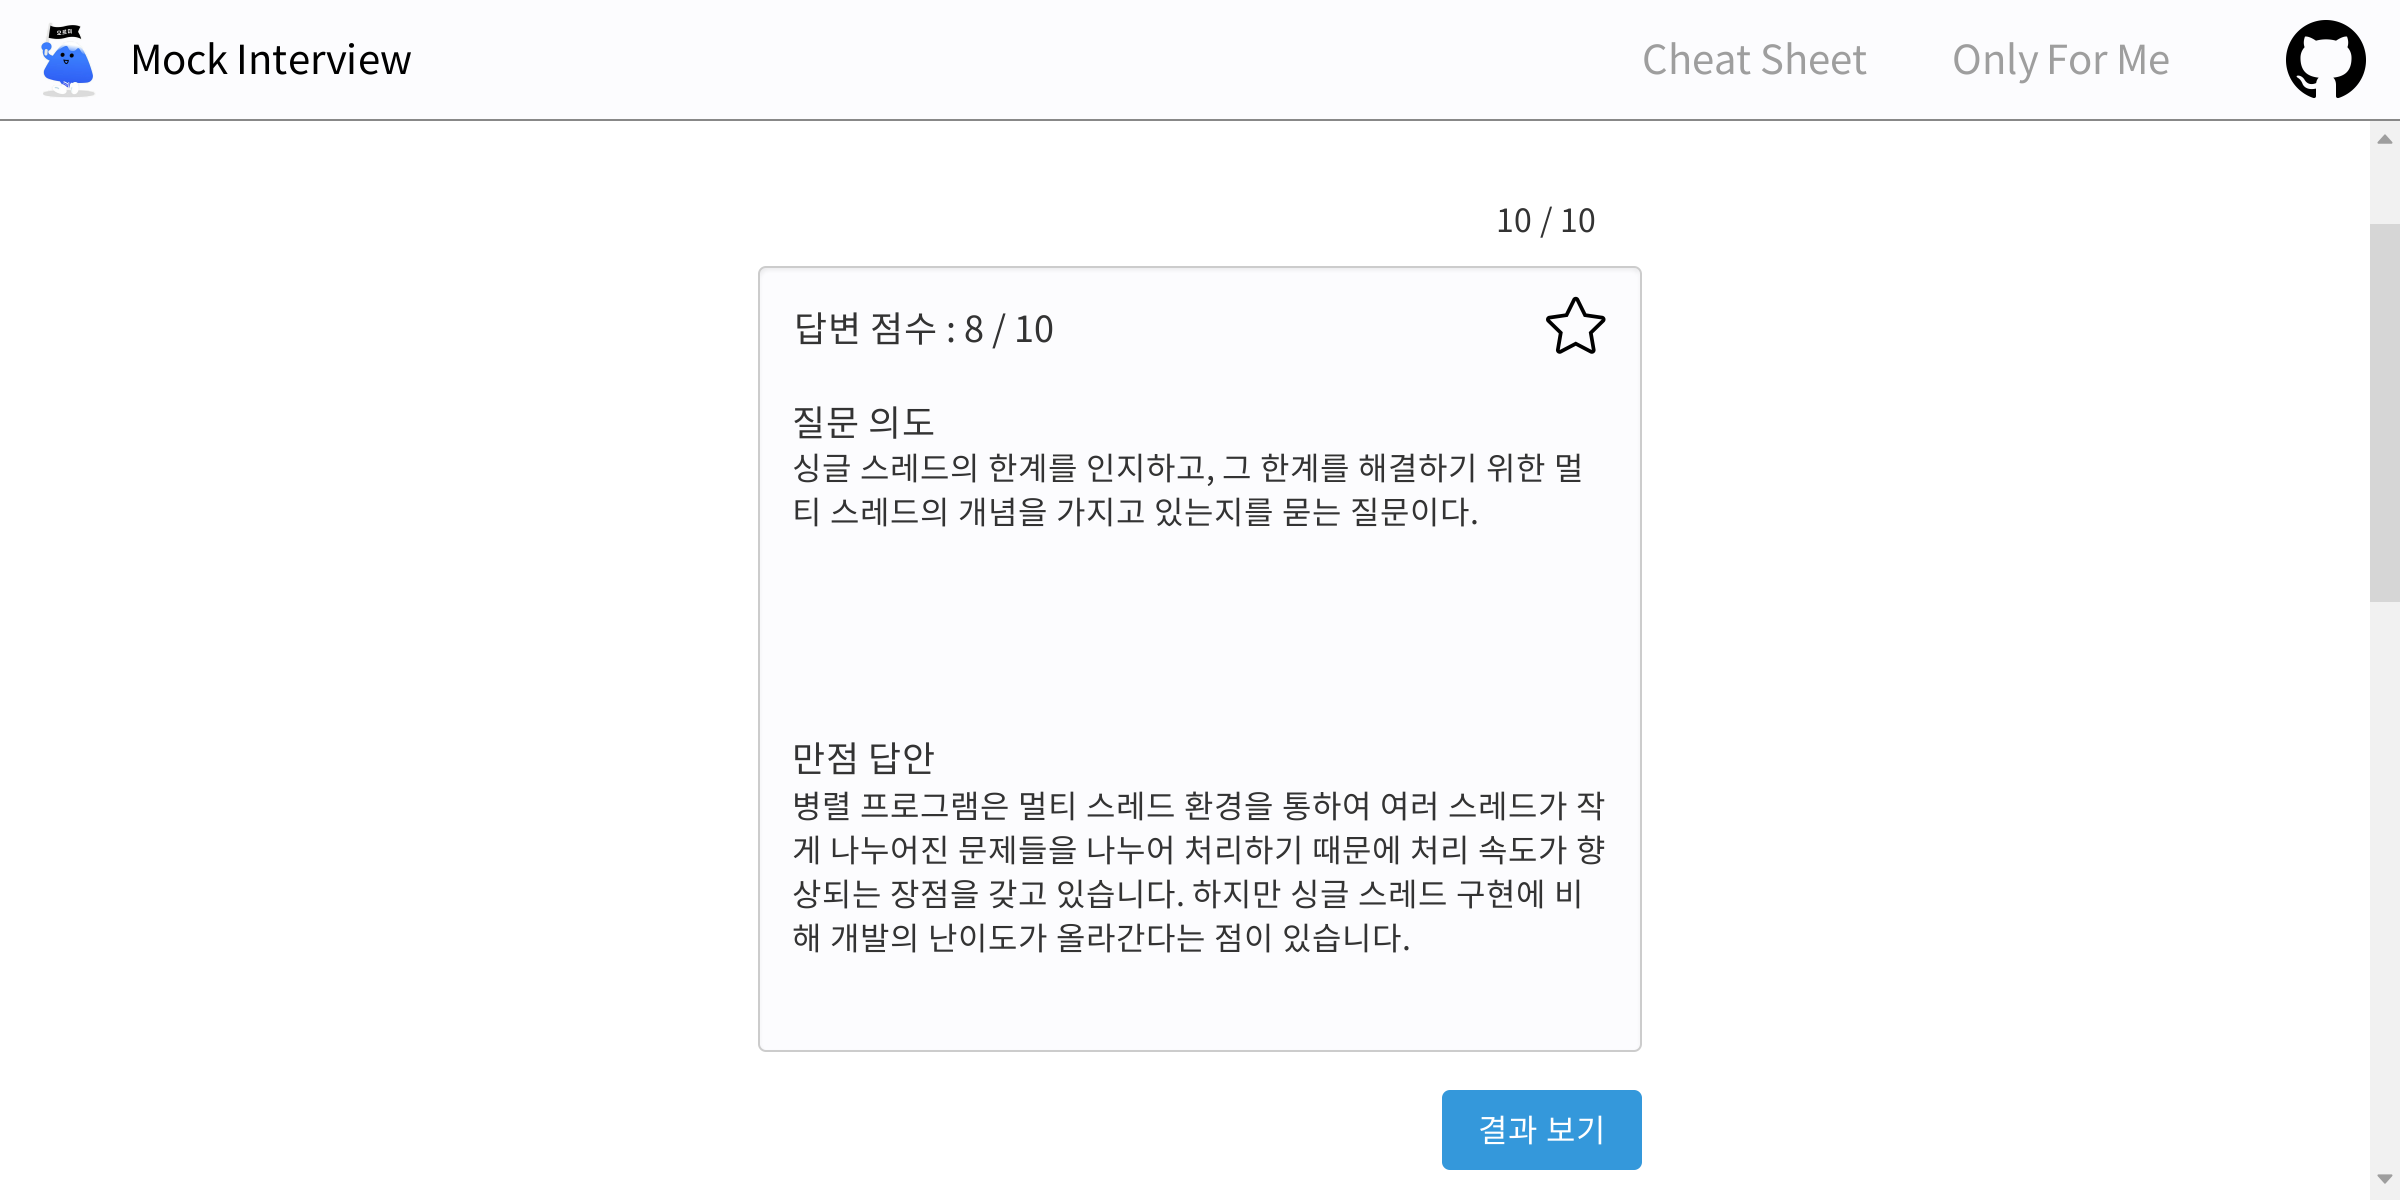 오르미
Mock Interview
Cheat Sheet
Only For Me
10 / 10
답변 점수 : 8 / 10
질문 의도
싱글 스레드의 한계를 인지하고, 그 한계를 해결하기 위한 멀
티 스레드의 개념을 가지고 있는지를 묻는 질문이다.
만점 답안
병렬 프로그램은 멀티 스레드 환경을 통하여 여러 스레드가 작
게 나누어진 문제들을 나누어 처리하기 때문에 처리 속도가 향
상되는 장점을 갖고 있습니다. 하지만 싱글 스레드 구현에 비
해 개발의 난이도가 올라간다는 점이 있습니다.
결과 보기